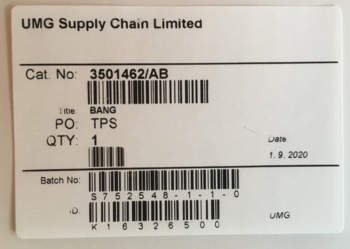 UMG Supply Chain Limited
Cat. No: 3501462/AB
Title BANG
PO: TPS
QTY: 1
Date
1. 9. 2020
Batch No:
S752548-1-1-0
ID:
K16326500
UMG